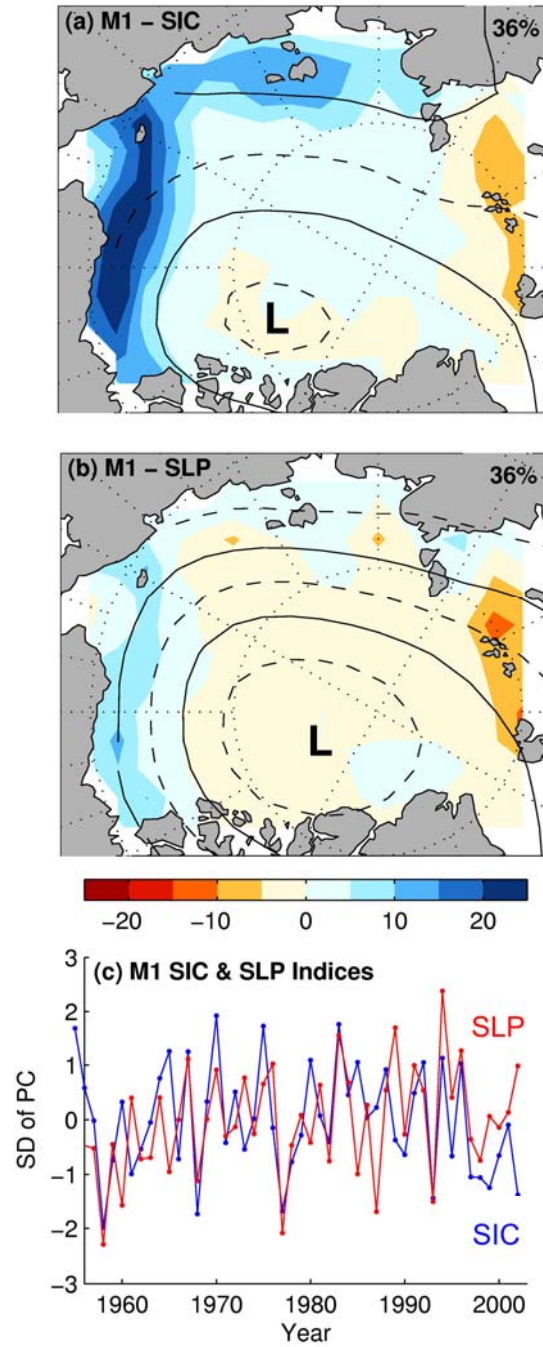 (a) M1 – SIC 36%
L
(b) M1 – SLP 36%
L
−20 −10 0 10 20
(c) M1 SIC & SLP Indices
SLP
SIC
SD of PC
3
2
1
0
−1
−2
−3
1960 1970 1980 1990 2000
Year